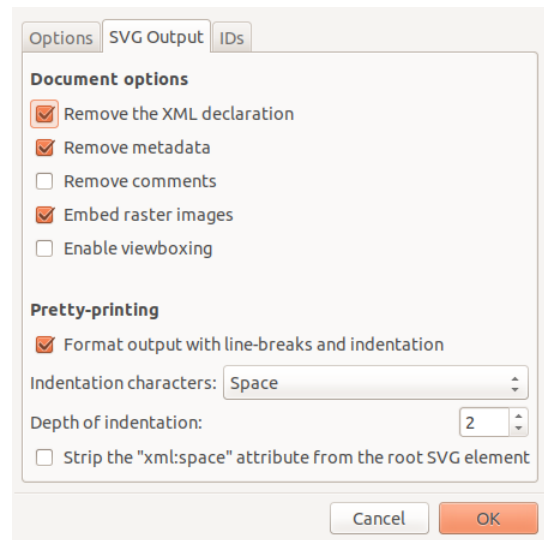 Options SVG Output IDs
Document options
Remove the XML declaration
Remove metadata
Remove comments
Embed raster images
Enable viewboxing
Pretty-printing
Format output with line-breaks and indentation
Indentation characters: Space
Depth of indentation: 2
Strip the "xml:space" attribute from the root SVG element
Cancel OK